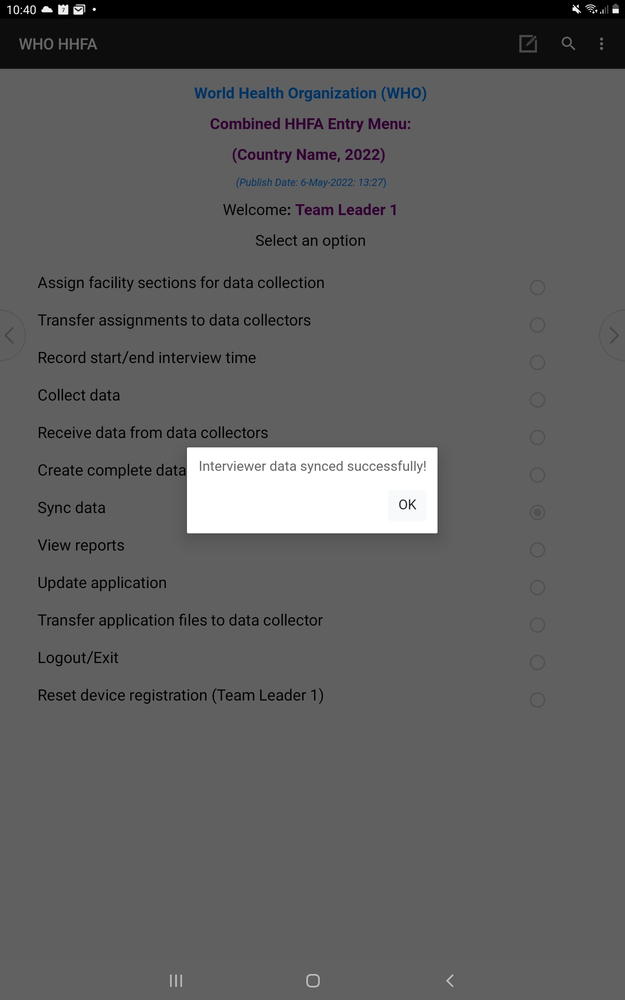 10:40
7
WHO HHFA
World Health Organization (WHO)
Combined HHFA Entry Menu:
(Country Name, 2022)
(Publish Date: 6-May-2022: 13:27)
Welcome: Team Leader 1
Select an option
Assign facility sections for data collection
Transfer assignments to data collectors
Record start/end interview time
Collect data
Receive data from data collectors
Create complete data
Interviewer data synced successfully!
OK
Sync data
View reports
Update application
Transfer application files to data collector
Logout/Exit
Reset device registration (Team Leader 1)